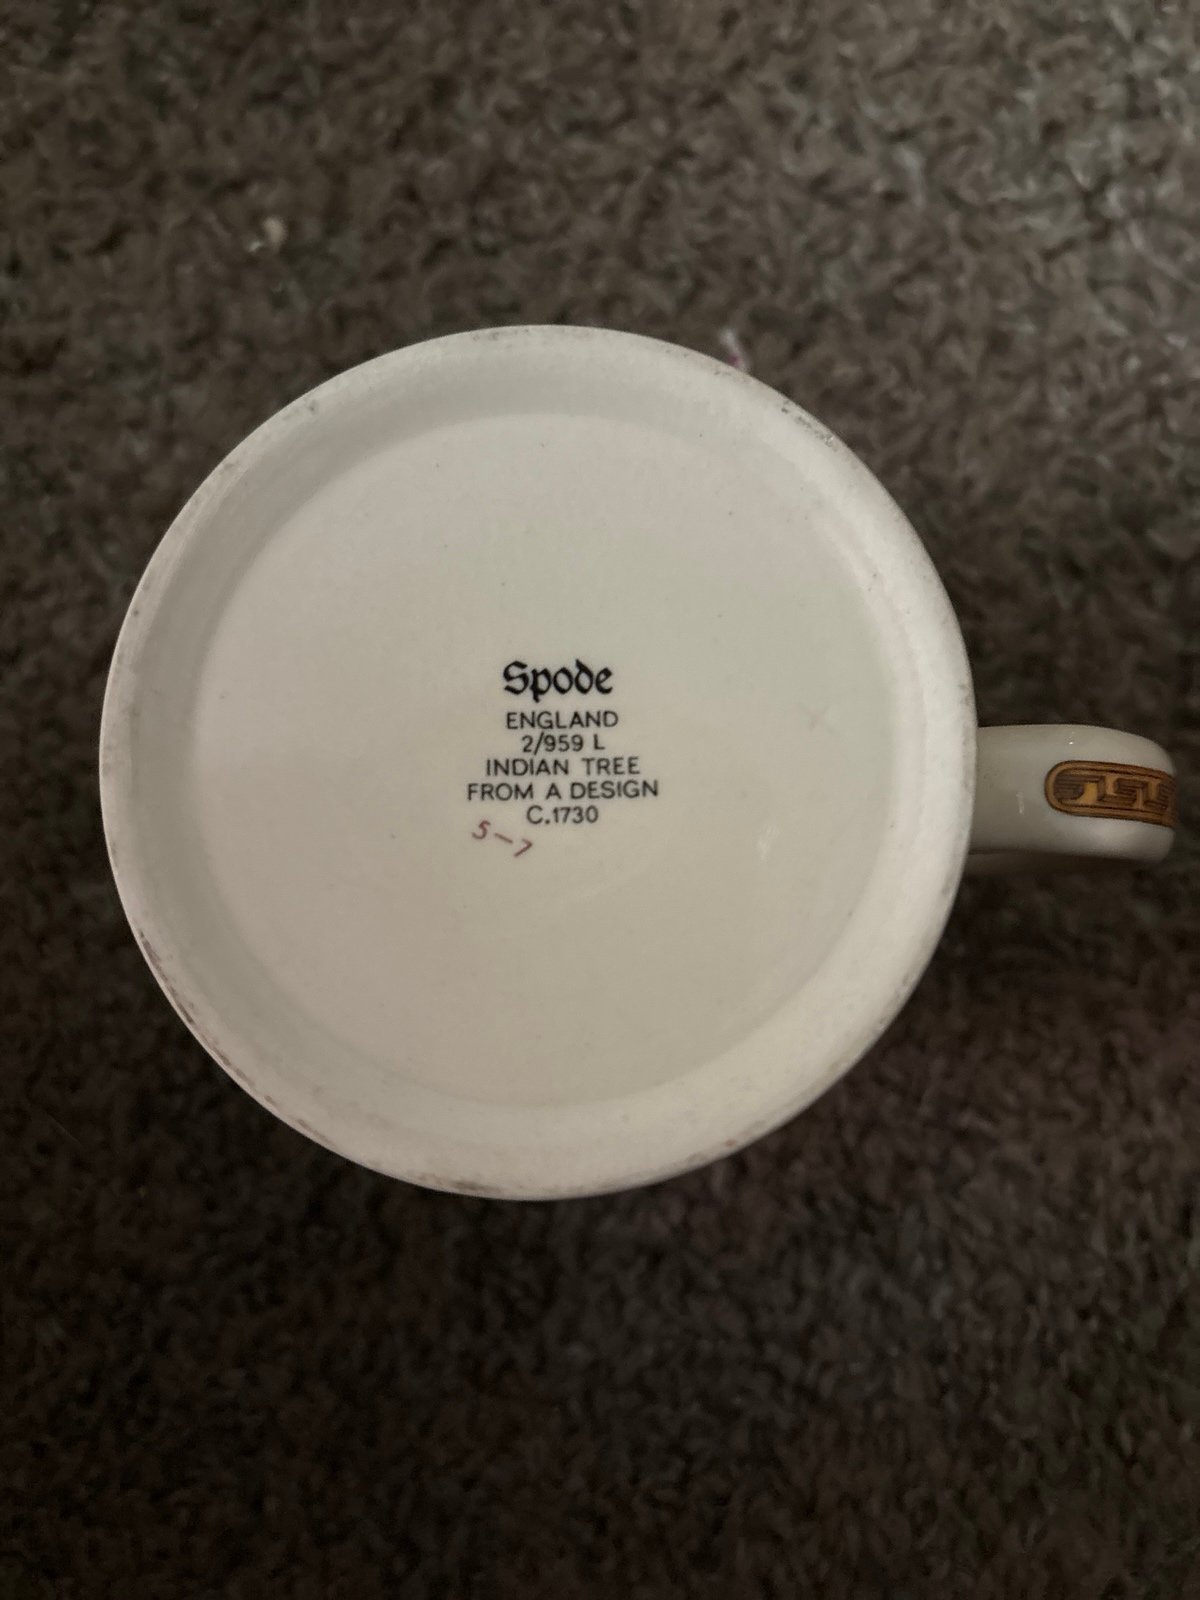 Spode
ENGLAND
2/959 L
INDIAN TREE
FROM A DESIGN
C.1730
5-7